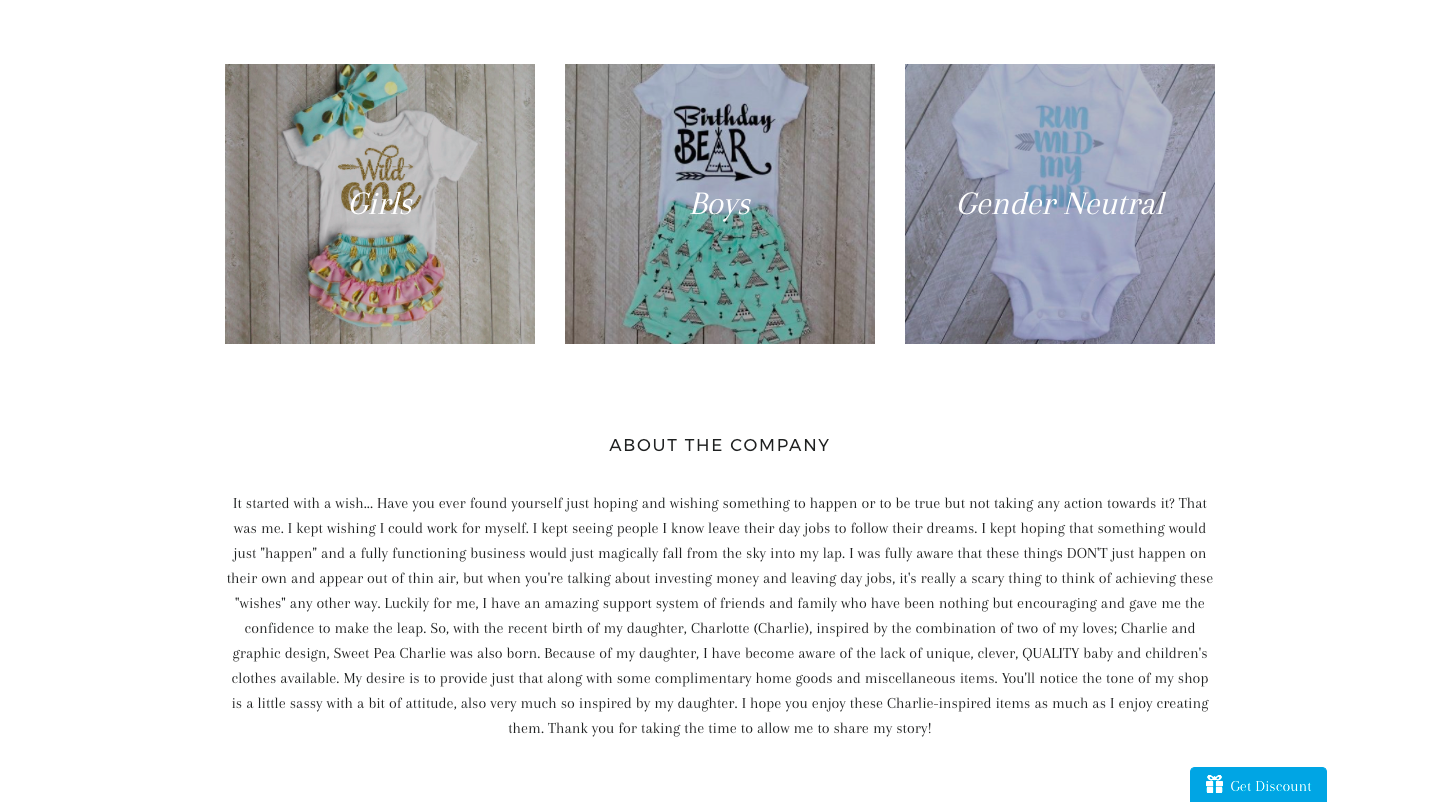 Wild
one
Girls
Birthday
BEAR
Boys
RUN
WILD
MY
CHILD
Gender Neutral
ABOUT THE COMPANY
It started with a wish... Have you ever found yourself just hoping and wishing something to happen or to be true but not taking any action towards it? That
was me. I kept wishing I could work for myself. I kept seeing people I know leave their day jobs to follow their dreams. I kept hoping that something would
just "happen" and a fully functioning business would just magically fall from the sky into my lap. I was fully aware that these things DON'T just happen on
their own and appear out of thin air, but when you're talking about investing money and leaving day jobs, it's really a scary thing to think of achieving these
"wishes" any other way. Luckily for me, I have an amazing support system of friends and family who have been nothing but encouraging and gave me the
confidence to make the leap. So, with the recent birth of my daughter, Charlotte (Charlie), inspired by the combination of two of my loves; Charlie and
graphic design, Sweet Pea Charlie was also born. Because of my daughter, I have become aware of the lack of unique, clever, QUALITY baby and children's
clothes available. My desire is to provide just that along with some complimentary home goods and miscellaneous items. You'll notice the tone of my shop
is a little sassy with a bit of attitude, also very much so inspired by my daughter. I hope you enjoy these Charlie-inspired items as much as I enjoy creating
them. Thank you for taking the time to allow me to share my story!
Get Discount